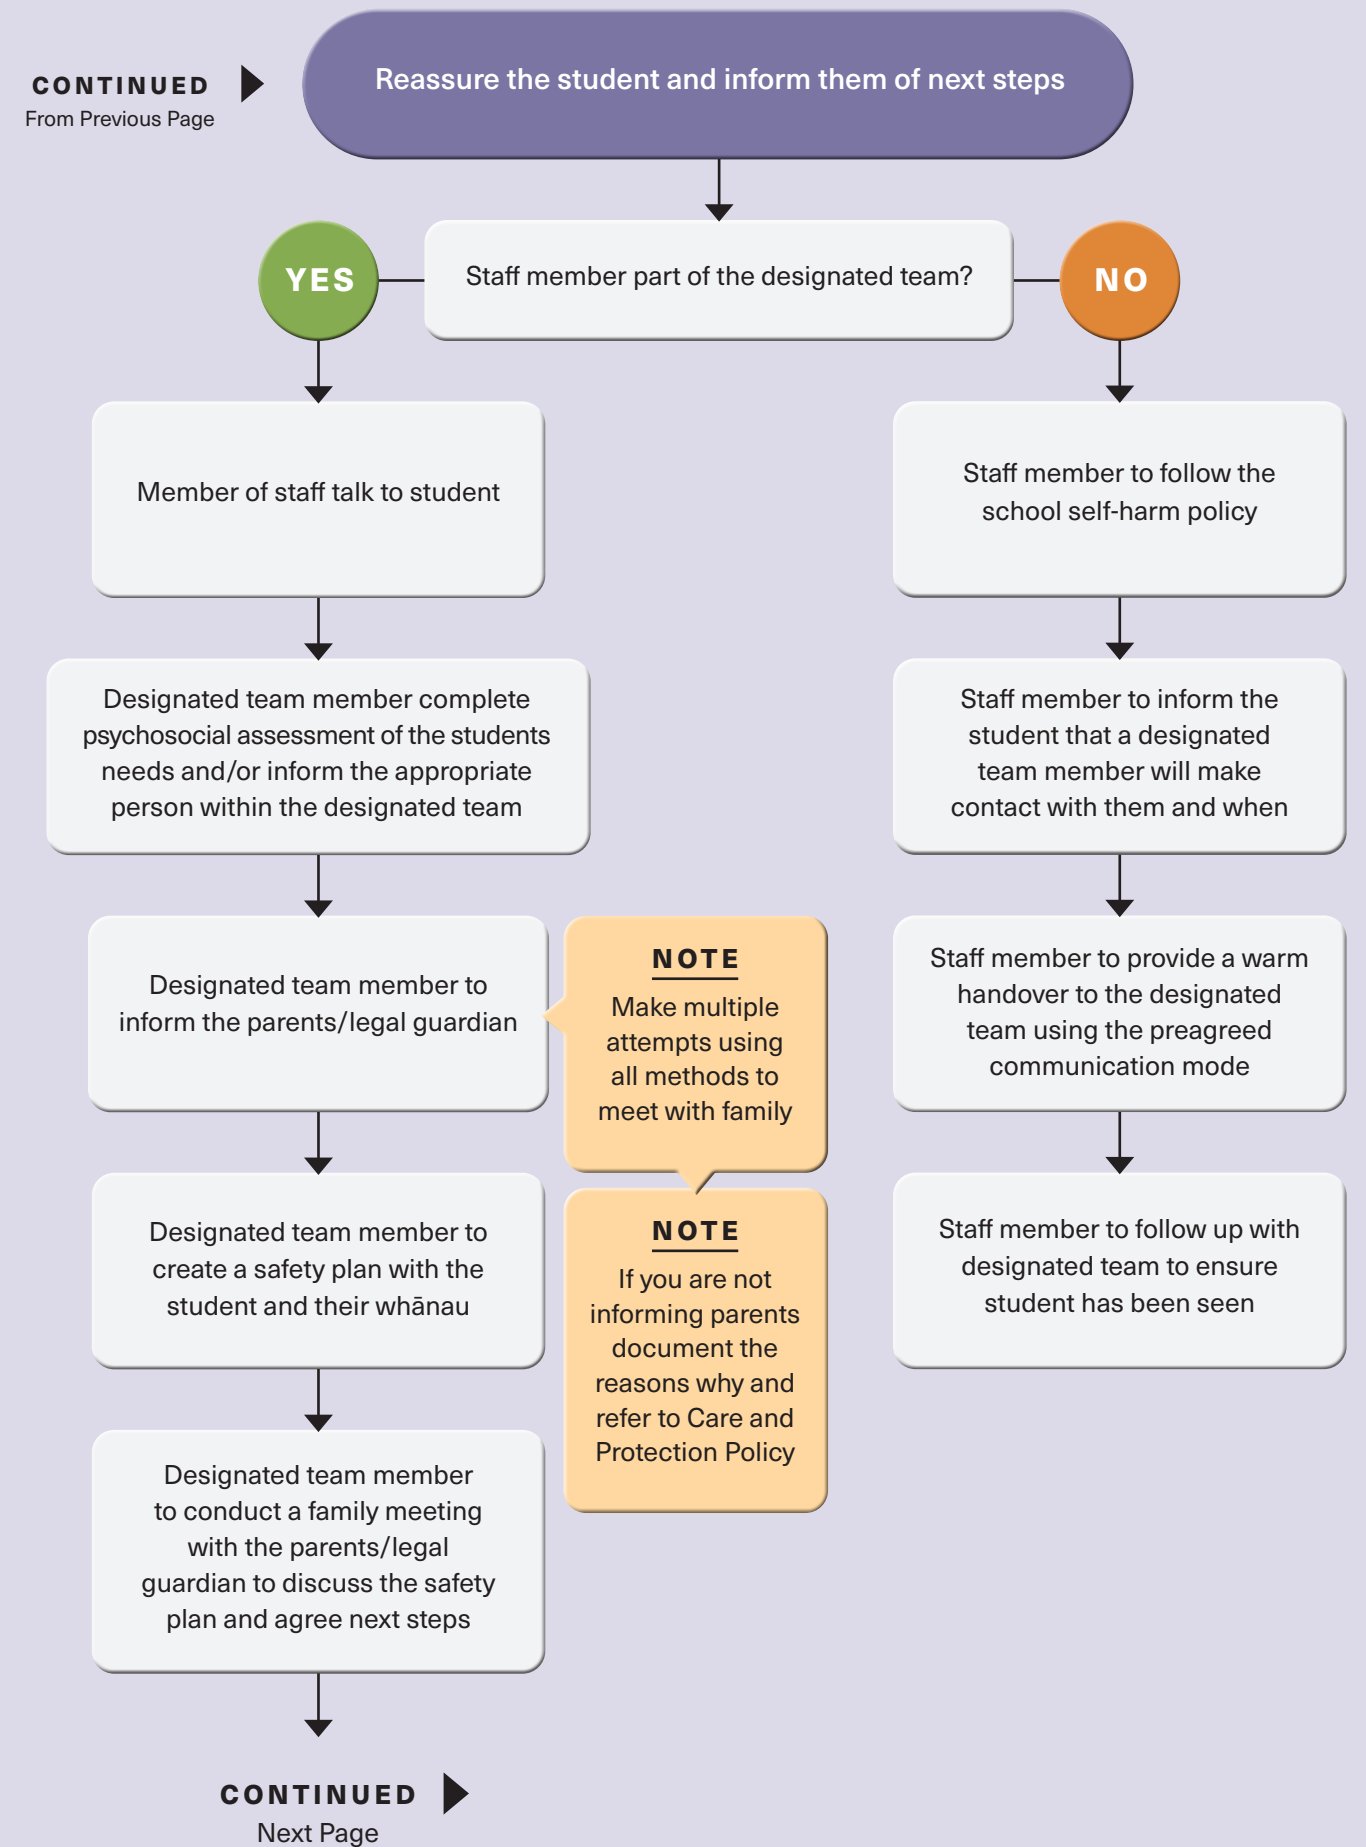 CONTINUED
From Previous Page
Reassure the student and inform them of next steps
YES
Staff member part of the designated team?
NO
Member of staff talk to student
Designated team member complete
psychosocial assessment of the students
needs and/or inform the appropriate
person within the designated team
Designated team member to
inform the parents/legal guardian
NOTE
Make multiple
attempts using
all methods to
meet with family
NOTE
If you are not
informing parents
document the
reasons why and
refer to Care and
Protection Policy
Designated team member to
create a safety plan with the
student and their whānau
Designated team member
to conduct a family meeting
with the parents/legal
guardian to discuss the safety
plan and agree next steps
Staff member to follow the
school self-harm policy
Staff member to inform the
student that a designated
team member will make
contact with them and when
Staff member to provide a warm
handover to the designated
team using the preagreed
communication mode
Staff member to follow up with
designated team to ensure
student has been seen
CONTINUED
Next Page